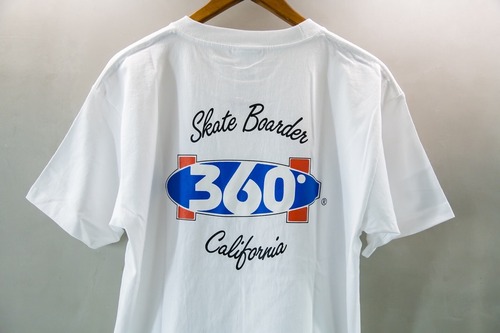 Skate Boarder
360°
®
California